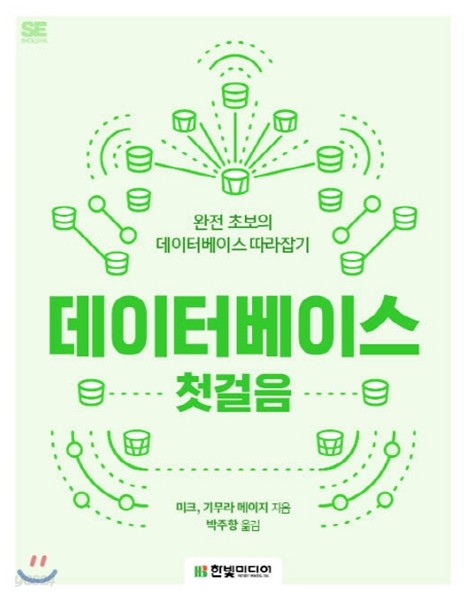 SE
SHOEISHA
완전 초보의
데이터베이스 따라잡기
데이터베이스
첫걸음
미크, 기무라 메이지 지음
박주항 옮김
한빛미디어